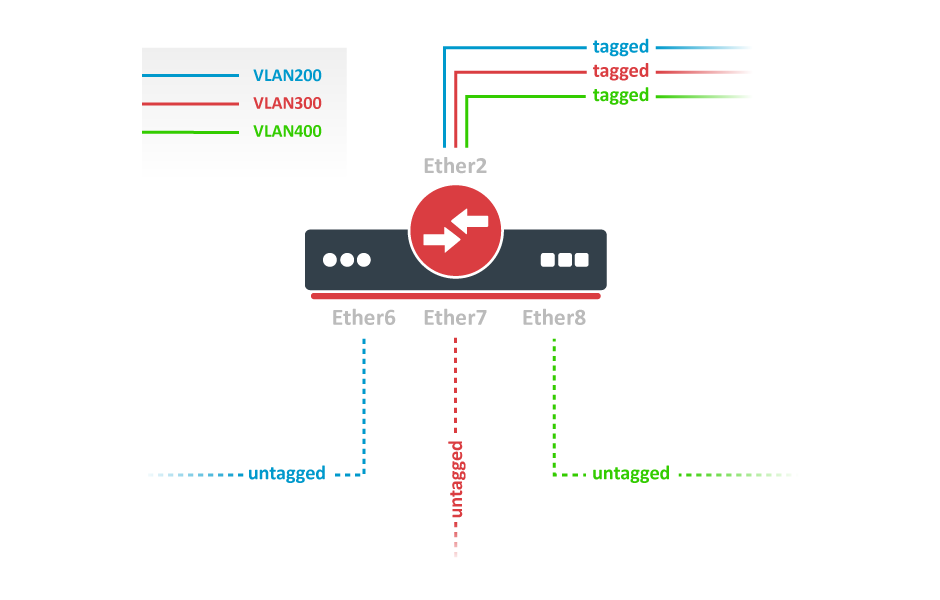 VLAN200
VLAN300
VLAN400
tagged
tagged
tagged
Ether2
Ether6 Ether7 Ether8
untagged
untagged
untagged